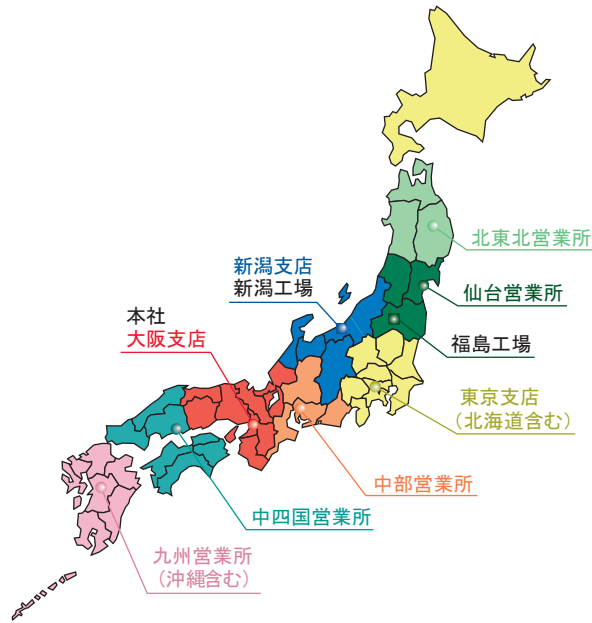 北東北営業所
新潟支店
新潟工場
仙台営業所
本社
大阪支店
福島工場
東京支店
（北海道含む）
中部営業所
中四国営業所
九州営業所
（沖縄含む）